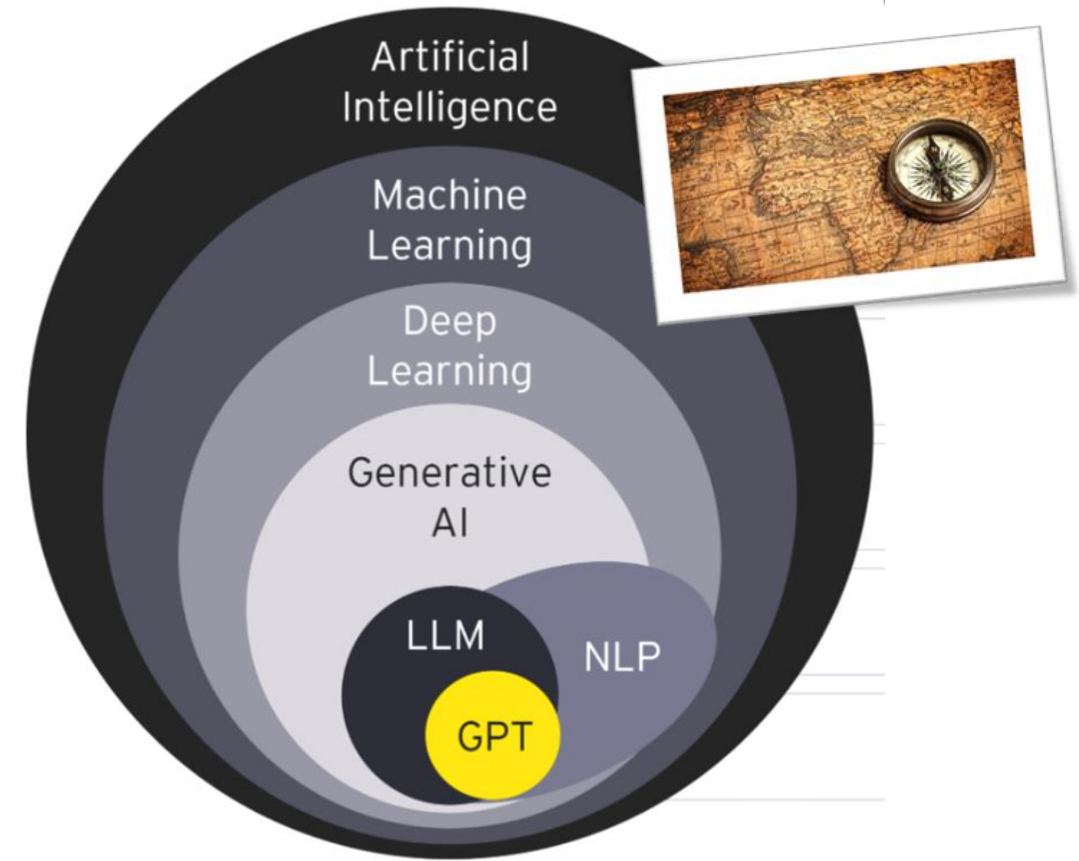 Artificial
Intelligence
Machine
Learning
Deep
Learning
Generative
AI
LLM
NLP
GPT